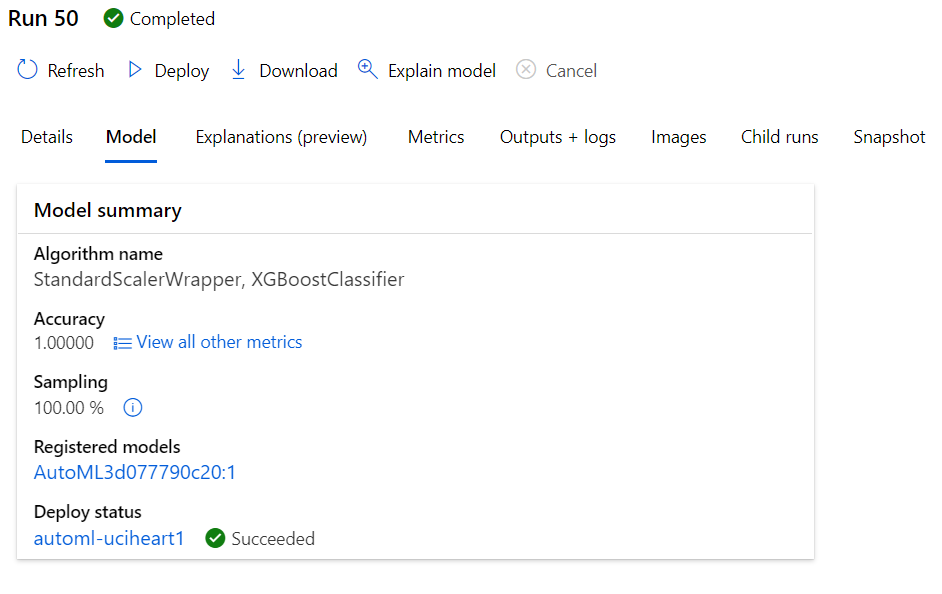 Run 50 Completed
Refresh Deploy Download Explain model Cancel
Details Model Explanations (preview) Metrics Outputs + logs Images Child runs Snapshot
Model summary
Algorithm name
StandardScalerWrapper, XGBoostClassifier
Accuracy
1.00000 View all other metrics
Sampling
100.00 %
Registered models
AutoML3d077790c20:1
Deploy status
automl-uciheart1 Succeeded